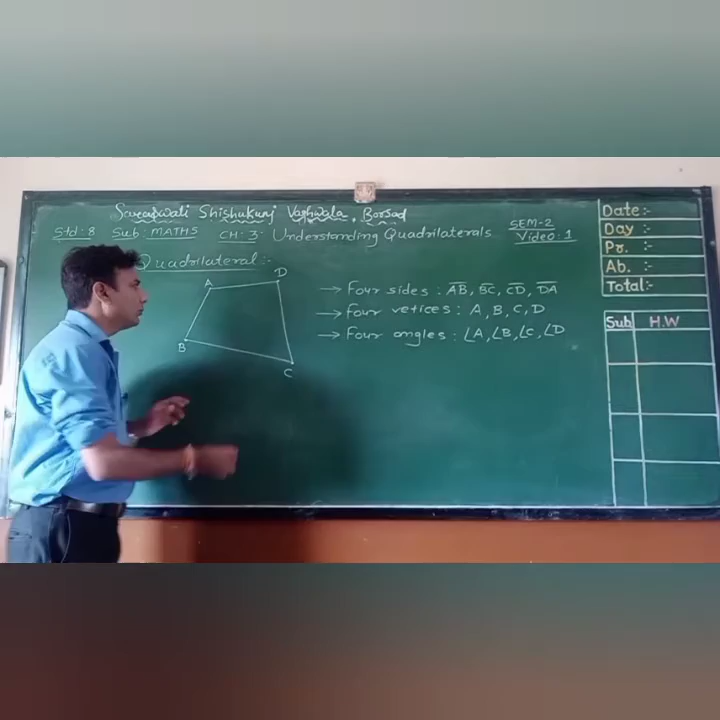 Saraswati Shishukunj Vaghwala, Borsad
Std:8 Sub: MATHS CH:3 Understanding Quadrilaterals
SEM-2
Video:1
Quadrilateral :-
A D
B C
→ Four sides : AB, BC, CD, DA
→ Four vetices : A, B, C, D
→ Four angles : ∠A, ∠B, ∠C, ∠D
Date:-
Day :-
Pr. :-
Ab. :-
Total:-
Sub H.W